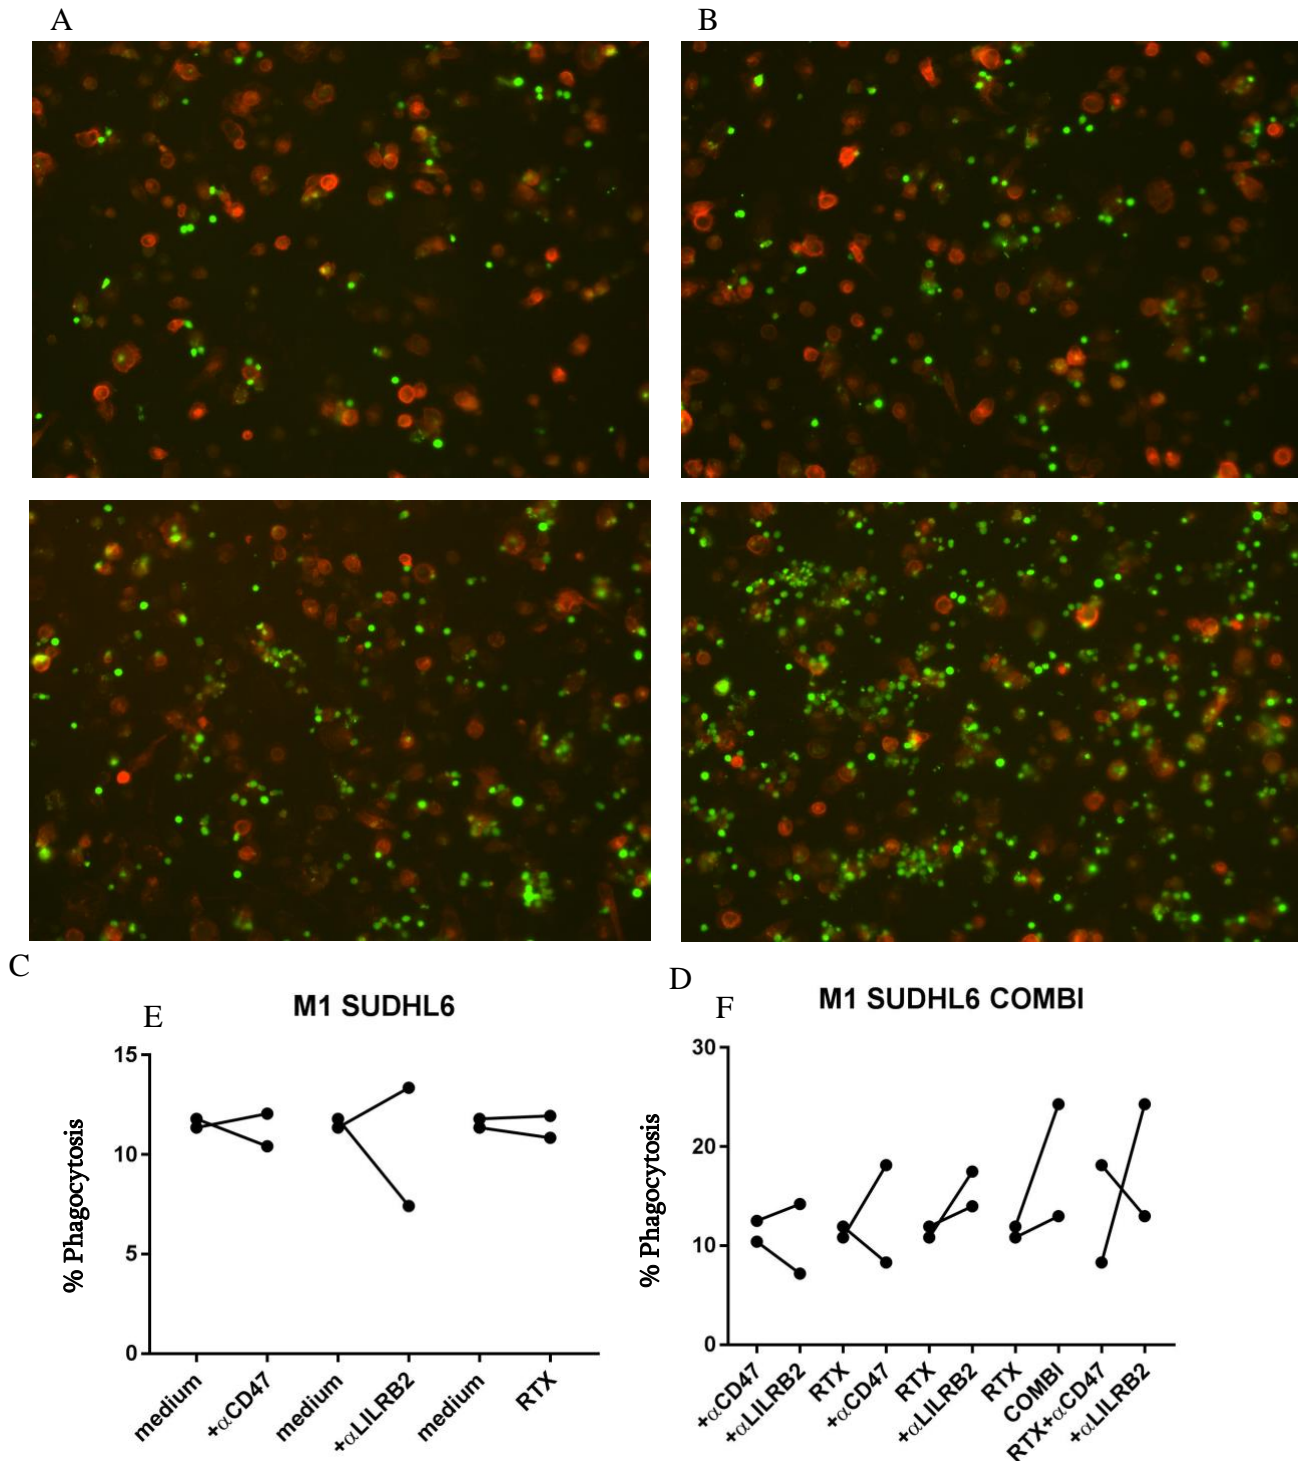 A
B
C
D
E
M1 SUDHL6
F
M1 SUDHL6 COMBI
% Phagocytosis
15
10
5
0
medium
+αCD47
medium
+αLILRB2
medium
RTX
% Phagocytosis
30
20
10
0
+αCD47
+αLILRB2
RTX
+αCD47
RTX
+αLILRB2
RTX
COMBI
RTX+αCD47
+αLILRB2